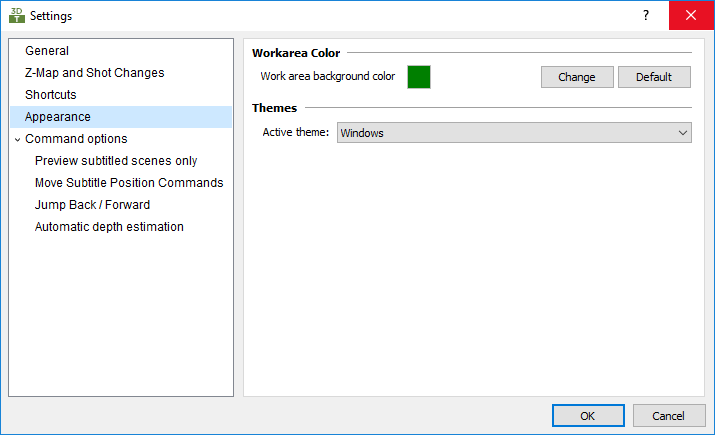 3D
T
Settings
?
General
Z-Map and Shot Changes
Shortcuts
Appearance
Command options
Preview subtitled scenes only
Move Subtitle Position Commands
Jump Back / Forward
Automatic depth estimation
Workarea Color
Work area background color
Change
Default
Themes
Active theme:
Windows
OK
Cancel